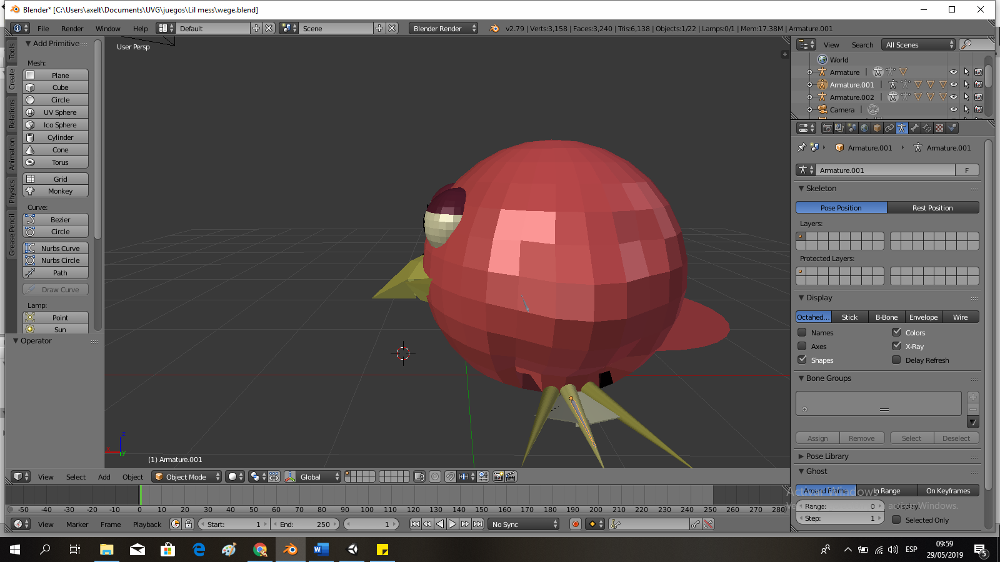 Blender* [C:\Users\axelt\Documents\UVG\juegos\Lil mess\wege.blend]
File Render Window Help Default Scene Blender Render v2.79 | Verts:3,158 | Faces:3,240 | Tris:6,138 | Objects:1/22 | Lamps:0/1 | Mem:17.38M | Armature.001
Tools
Create
Relations
Animation
Physics
Grease Pencil
Add Primitive
Mesh:
Plane
Cube
Circle
UV Sphere
Ico Sphere
Cylinder
Cone
Torus
Grid
Monkey
Curve:
Bezier
Circle
Nurbs Curve
Nurbs Circle
Path
Draw Curve
Lamp:
Point
Sun
Operator
User Persp
z
x
y
(1) Armature.001
View Search All Scenes
World
Armature
Armature.001
Armature.002
Camera
Armature.001 Armature.001
Armature.001 F
Skeleton
Pose Position Rest Position
Layers:
Protected Layers:
Display
Octahed... Stick B-Bone Envelope Wire
Names Colors
Axes X-Ray
Shapes Delay Refresh
Bone Groups
Assign Remove Select Deselect
Pose Library
Ghost
Around Frame In Range On Keyframes
Range: 0 Display:
Step: 1 Selected Only
View Select Add Object Object Mode Global
-50 -40 -30 -20 -10 0 10 20 30 40 50 60 70 80 90 100 110 120 130 140 150 160 170 180 190 200 210 220 230 240 250 260 270 280
View Marker Frame Playback Start: 1 End: 250 1 No Sync
ESP
09:59
29/05/2019
5